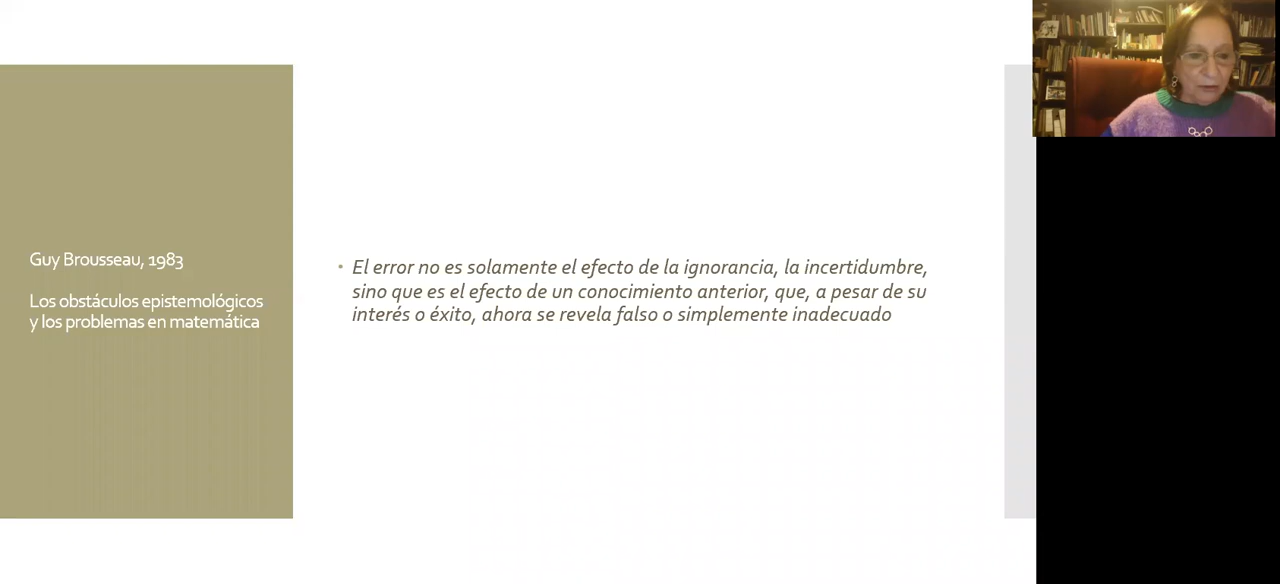 Guy Brousseau, 1983
Los obstáculos epistemológicos
y los problemas en matemática
• El error no es solamente el efecto de la ignorancia, la incertidumbre,
sino que es el efecto de un conocimiento anterior, que, a pesar de su
interés o éxito, ahora se revela falso o simplemente inadecuado